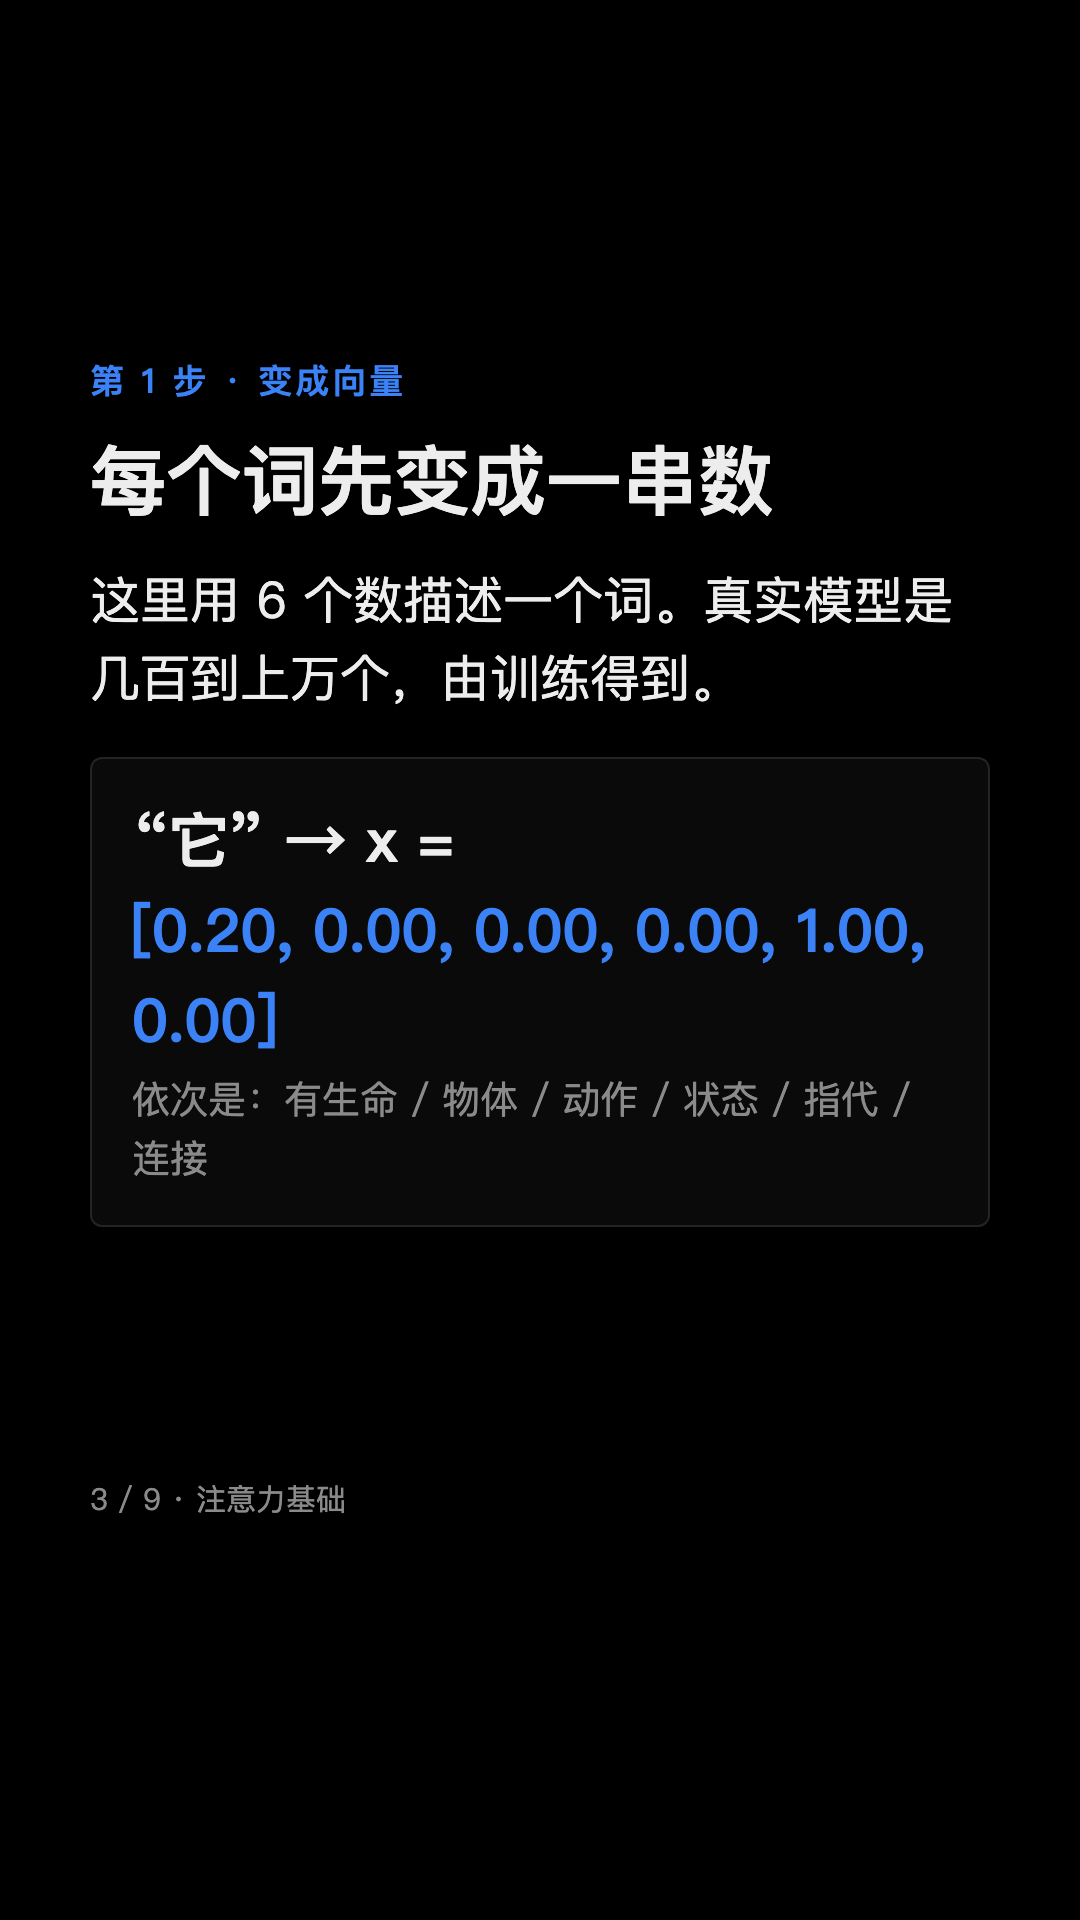 第 1 步 · 变成向量
每个词先变成一串数
这里用 6 个数描述一个词。真实模型是
几百到上万个，由训练得到。
“它” → x =
[0.20, 0.00, 0.00, 0.00, 1.00,
0.00]
依次是：有生命 / 物体 / 动作 / 状态 / 指代 /
连接
3 / 9 · 注意力基础